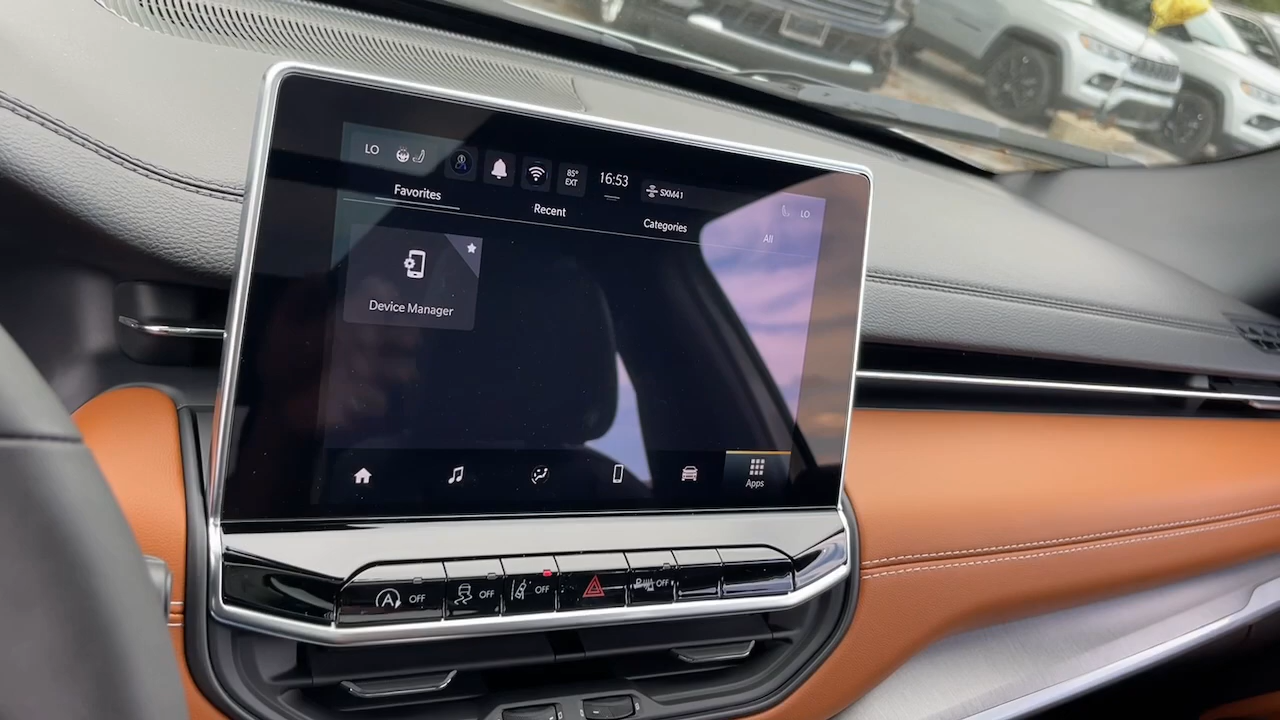 LO
85°
EXT
16:53
SXM41
LO
Favorites
Recent
Categories
All
Device Manager
Apps
A OFF
OFF
OFF
OFF